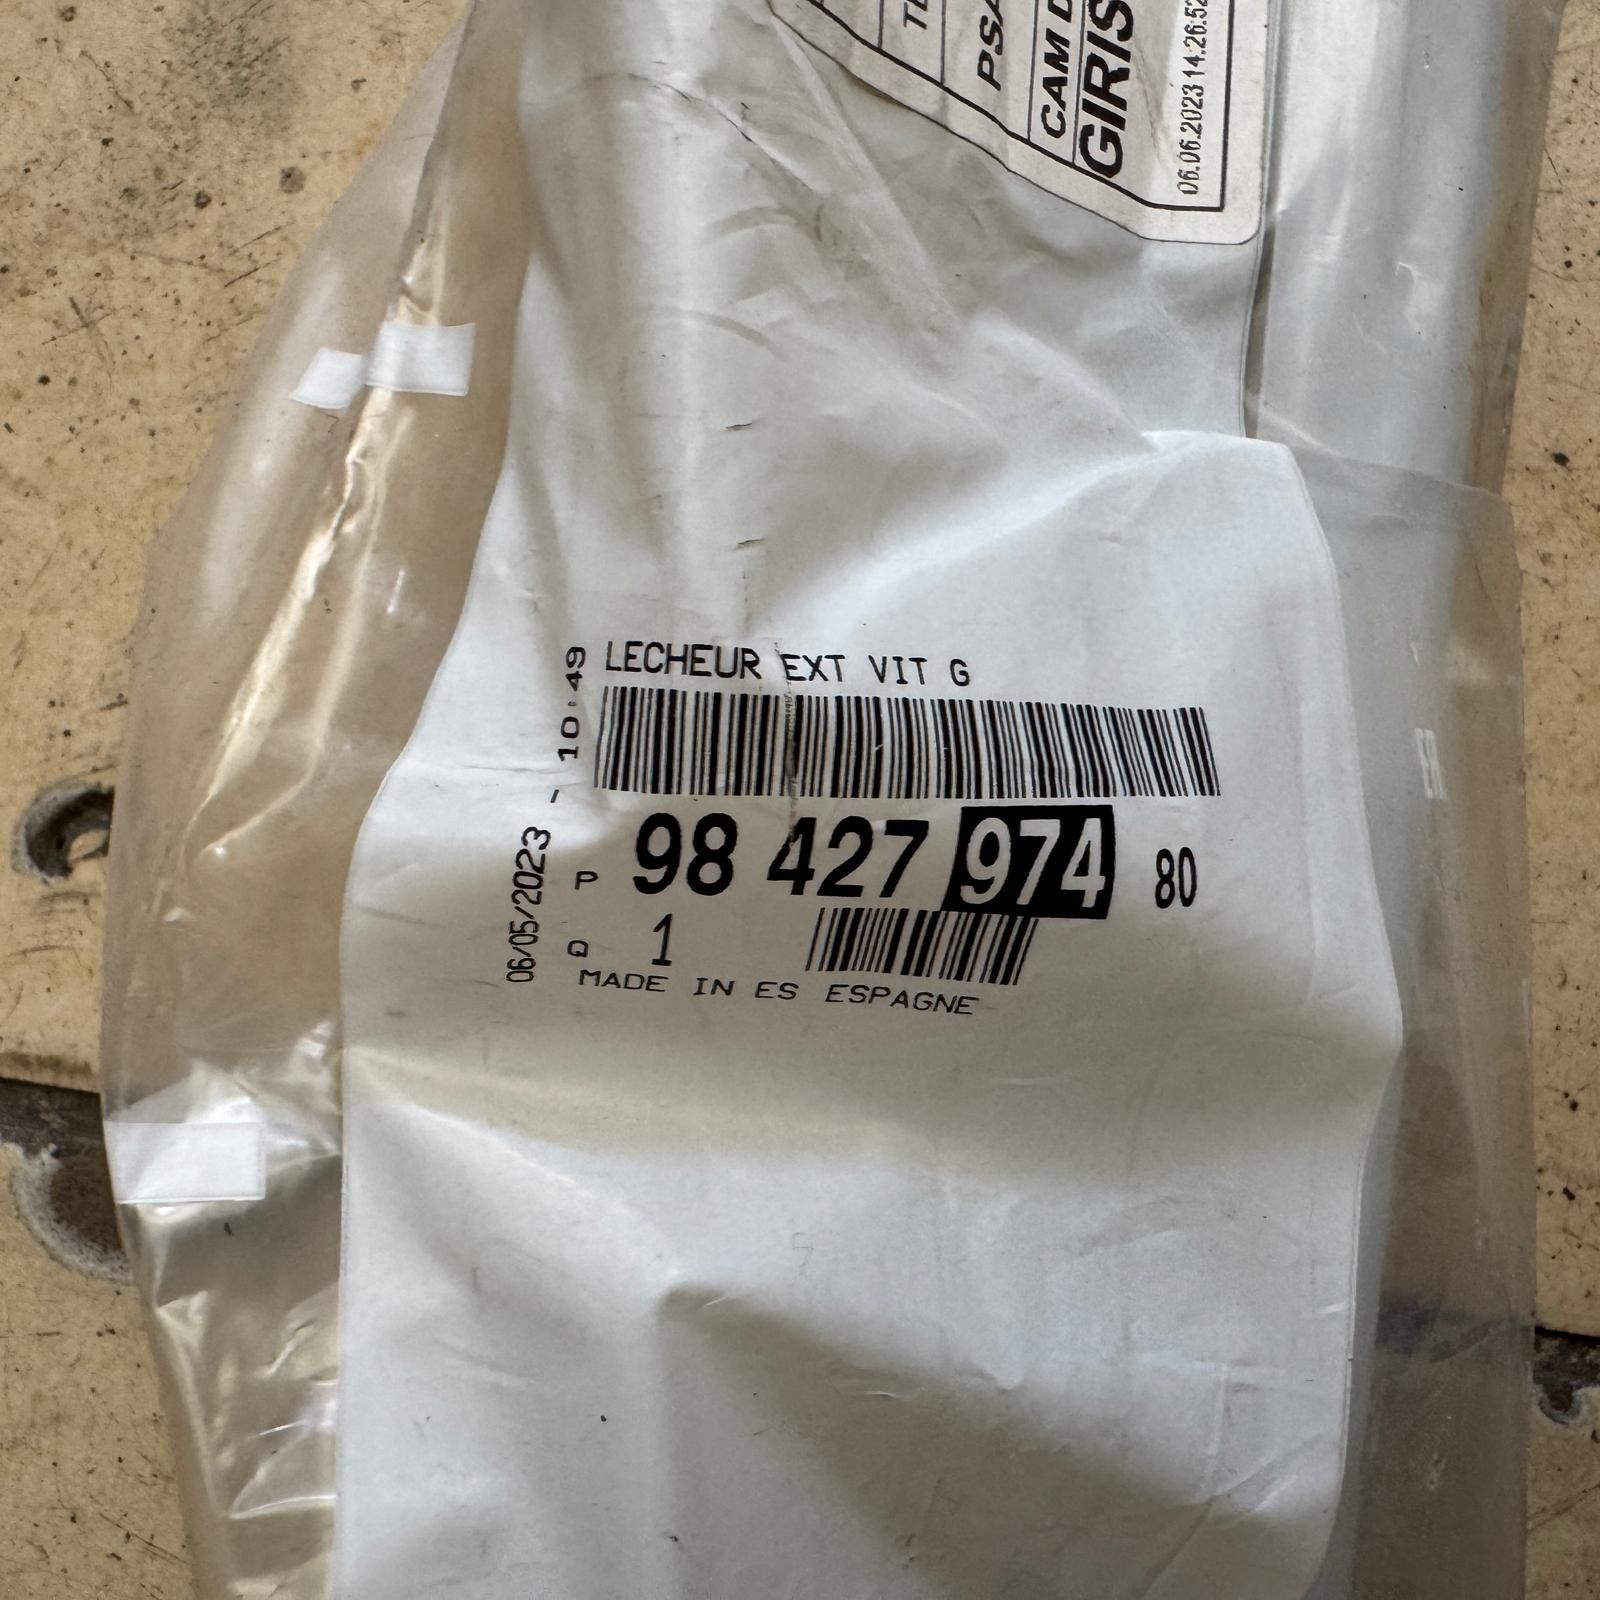 PSA
CAM D
GIRIS
06.06.2023 14:26:52
06/05/2023 - 10:49
LECHEUR EXT VIT G
P 98 427 974 80
Q 1
MADE IN ES ESPAGNE